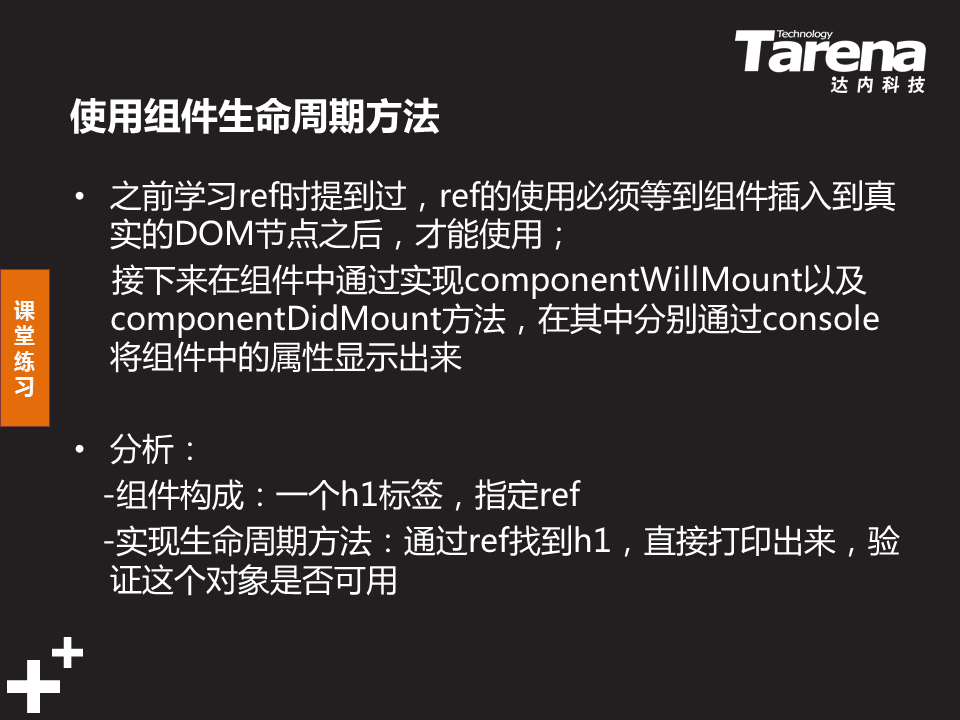 Technology
Tarena
达内科技
使用组件生命周期方法
• 之前学习ref时提到过，ref的使用必须等到组件插入到真
实的DOM节点之后，才能使用；
接下来在组件中通过实现componentWillMount以及
componentDidMount方法，在其中分别通过console
将组件中的属性显示出来
课
堂
练
习
• 分析：
-组件构成：一个h1标签，指定ref
-实现生命周期方法：通过ref找到h1，直接打印出来，验
证这个对象是否可用